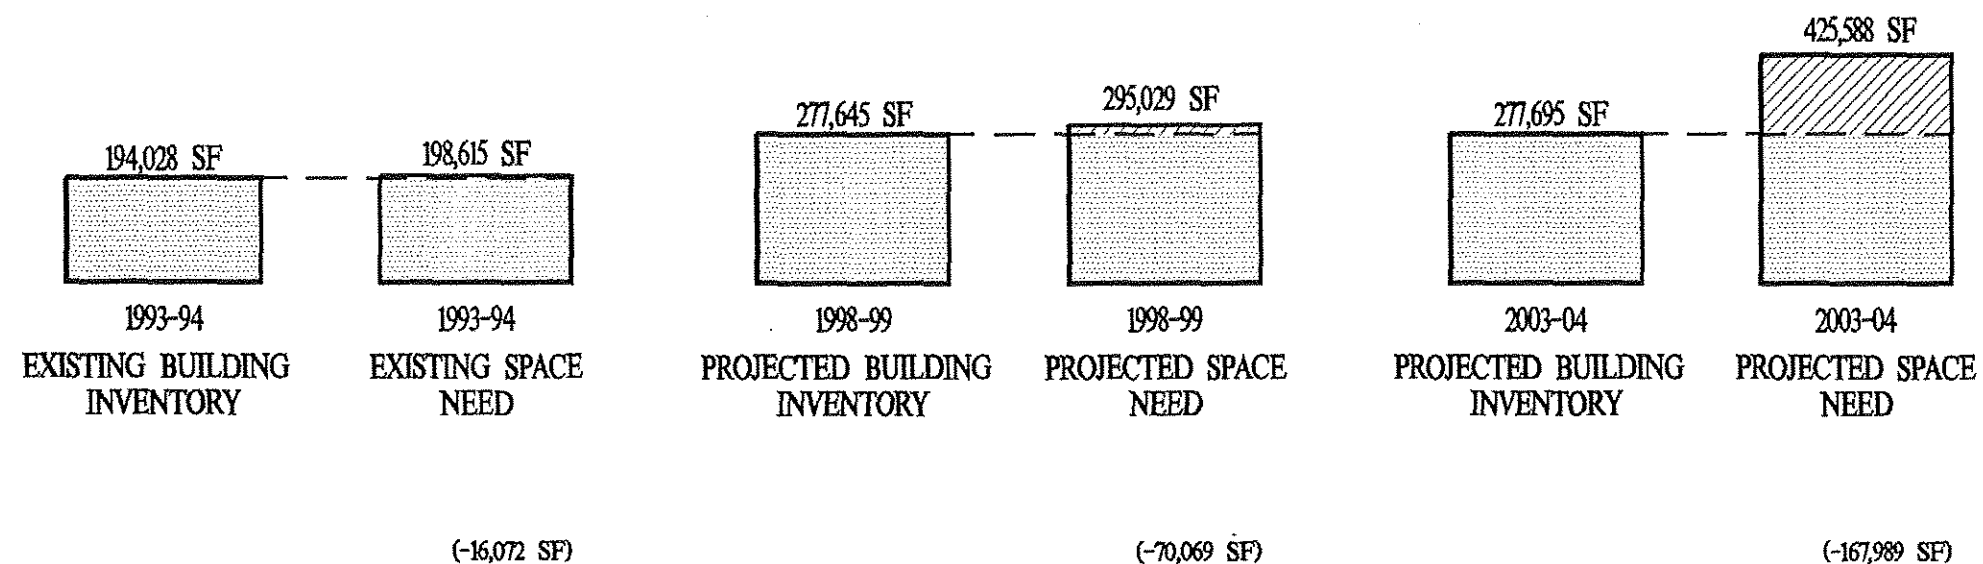 194,028 SF
198,615 SF
277,645 SF
295,029 SF
277,695 SF
425,588 SF
1993-94
EXISTING BUILDING
INVENTORY
1993-94
EXISTING SPACE
NEED
1998-99
PROJECTED BUILDING
INVENTORY
1998-99
PROJECTED SPACE
NEED
2003-04
PROJECTED BUILDING
INVENTORY
2003-04
PROJECTED SPACE
NEED
(-16,072 SF)
(-70,069 SF)
(-167,989 SF)